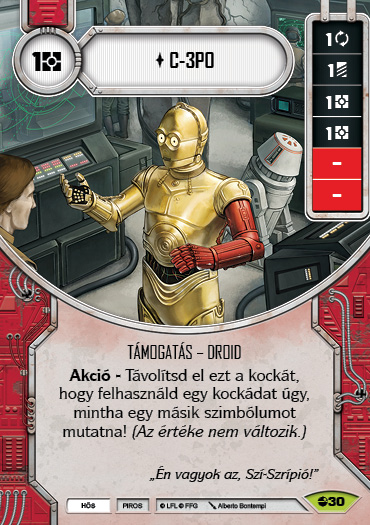 1
C-3PO
1
1
1
1
–
–
TÁMOGATÁS – DROID
Akció - Távolítsd el ezt a kockát,
hogy felhasználd egy kockádat úgy,
mintha egy másik szimbólumot
mutatna! (Az értéke nem változik.)
„Én vagyok az, Szí-Szrípió!”
HŐS
PIROS
© LFL © FFG
Alberto Bontempi
30